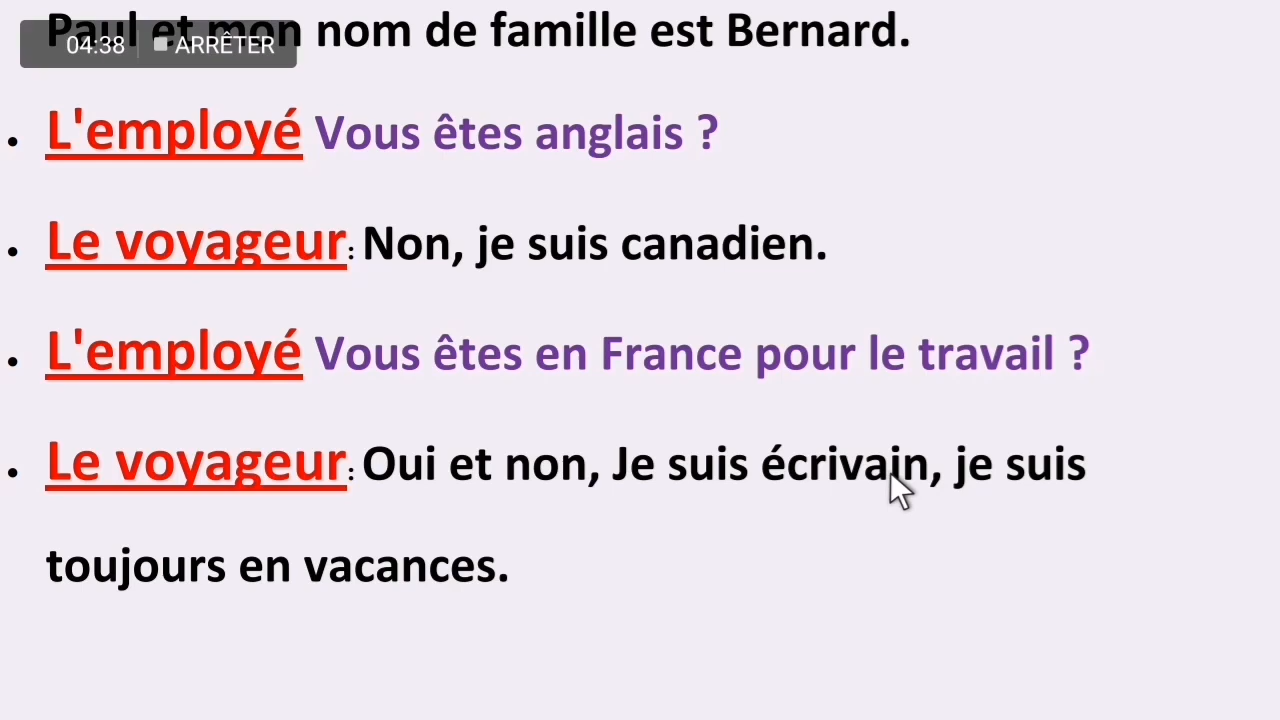 Paul et mon nom de famille est Bernard.
04:38 ARRÊTER
L'employé Vous êtes anglais ?
Le voyageur: Non, je suis canadien.
L'employé Vous êtes en France pour le travail ?
Le voyageur: Oui et non, Je suis écrivain, je suis
toujours en vacances.